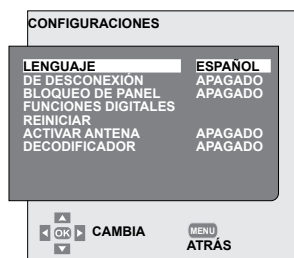 CONFIGURACIONES
LENGUAJE ESPAÑOL
DE DESCONEXIÓN APAGADO
BLOQUEO DE PANEL APAGADO
FUNCIONES DIGITALES
REINICIAR
ACTIVAR ANTENA APAGADO
DECODIFICADOR APAGADO
OK CAMBIA MENU
ATRÁS